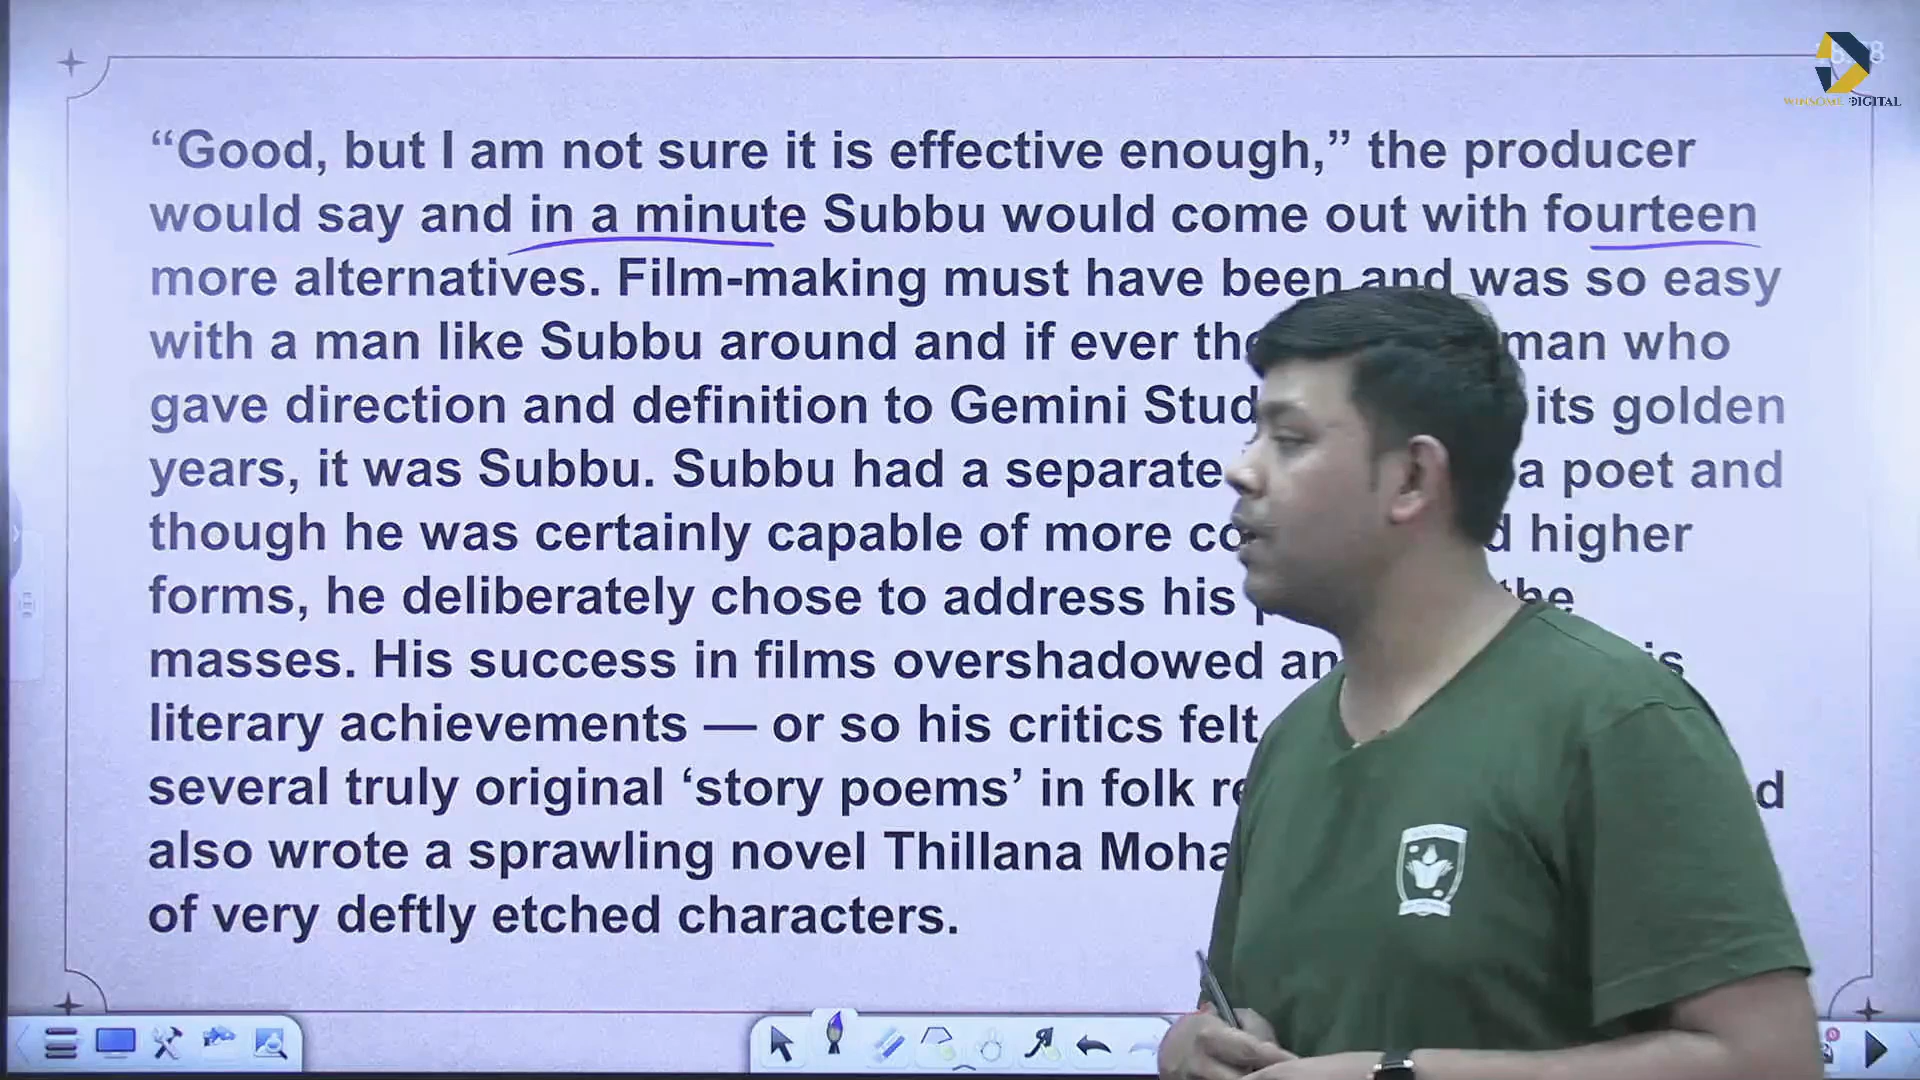 “Good, but I am not sure it is effective enough,” the producer
would say and in a minute Subbu would come out with fourteen
more alternatives. Film-making must have been and was so easy
with a man like Subbu around and if ever man who
gave direction and definition to Gemini its golden
years, it was Subbu. Subbu had a separate a poet and
though he was certainly capable of more higher
forms, he deliberately chose to address his the
masses. His success in films overshadowed
literary achievements — or so his critics felt
several truly original ‘story poems’ in folk
also wrote a sprawling novel Thillana
of very deftly etched characters.
WINSOME DIGITAL